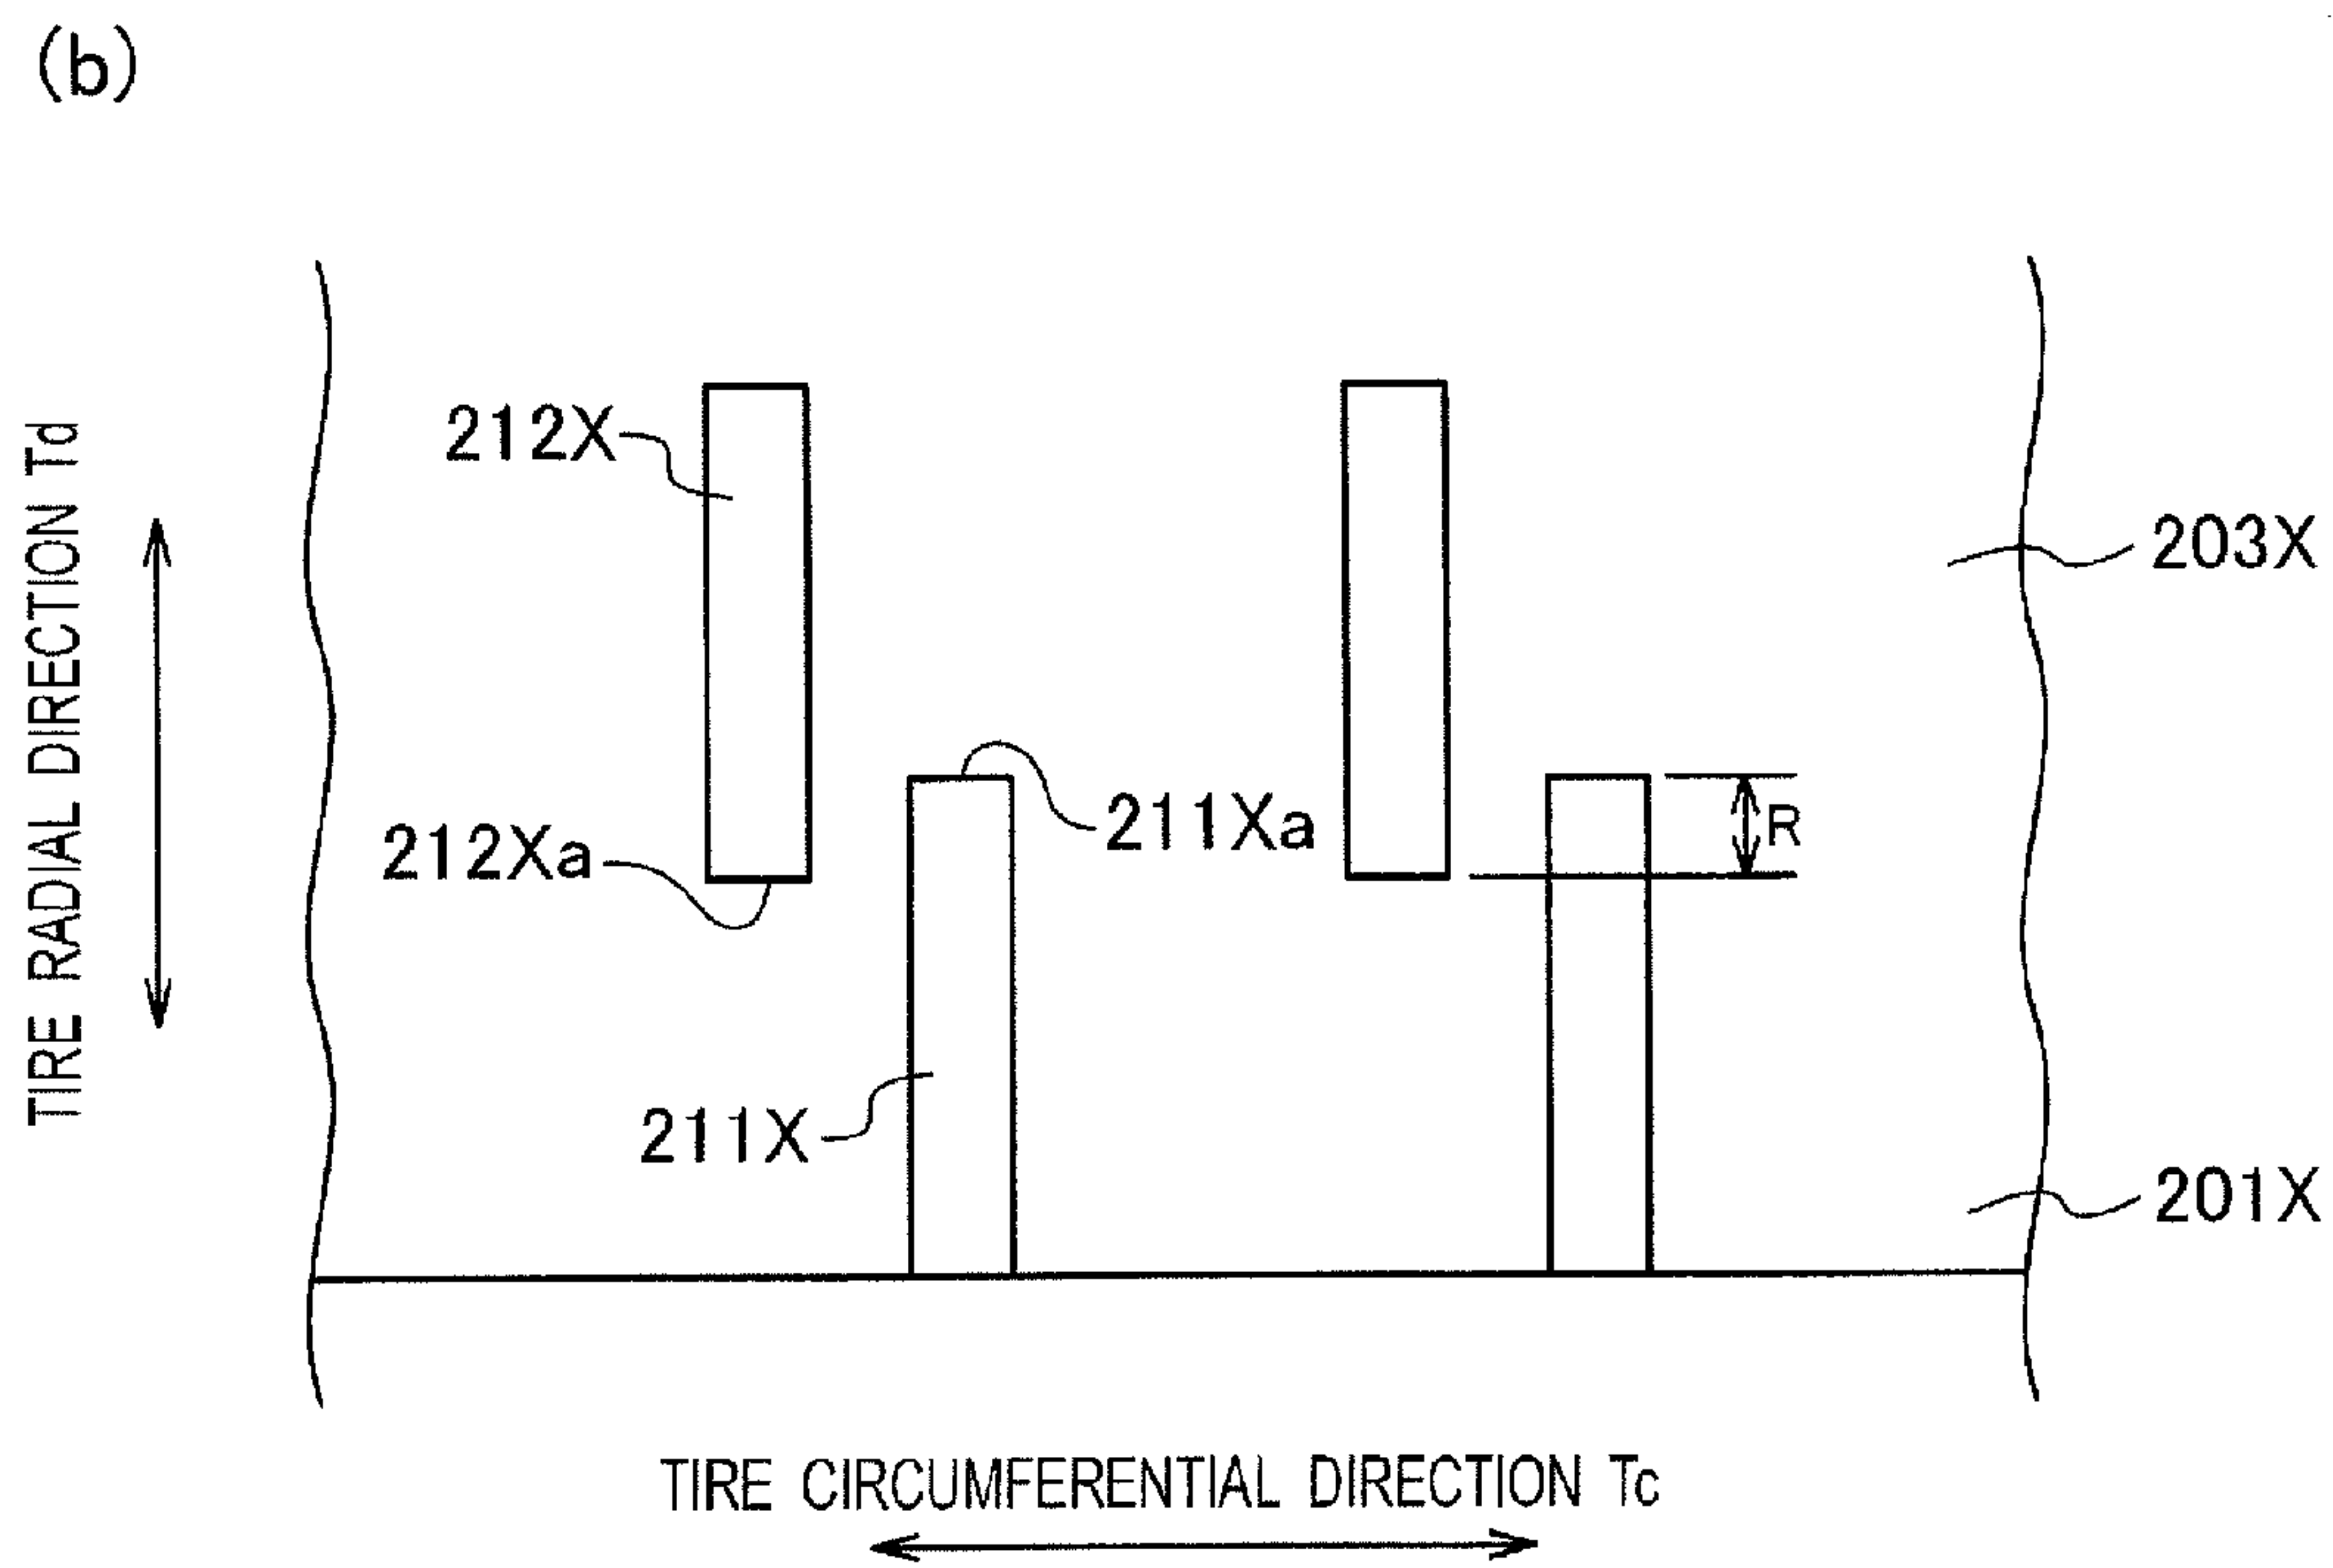 (b)
TIRE RADIAL DIRECTION Td
212X
203X
211Xa
R
212Xa
211X
201X
TIRE CIRCUMFERENTIAL DIRECTION Tc